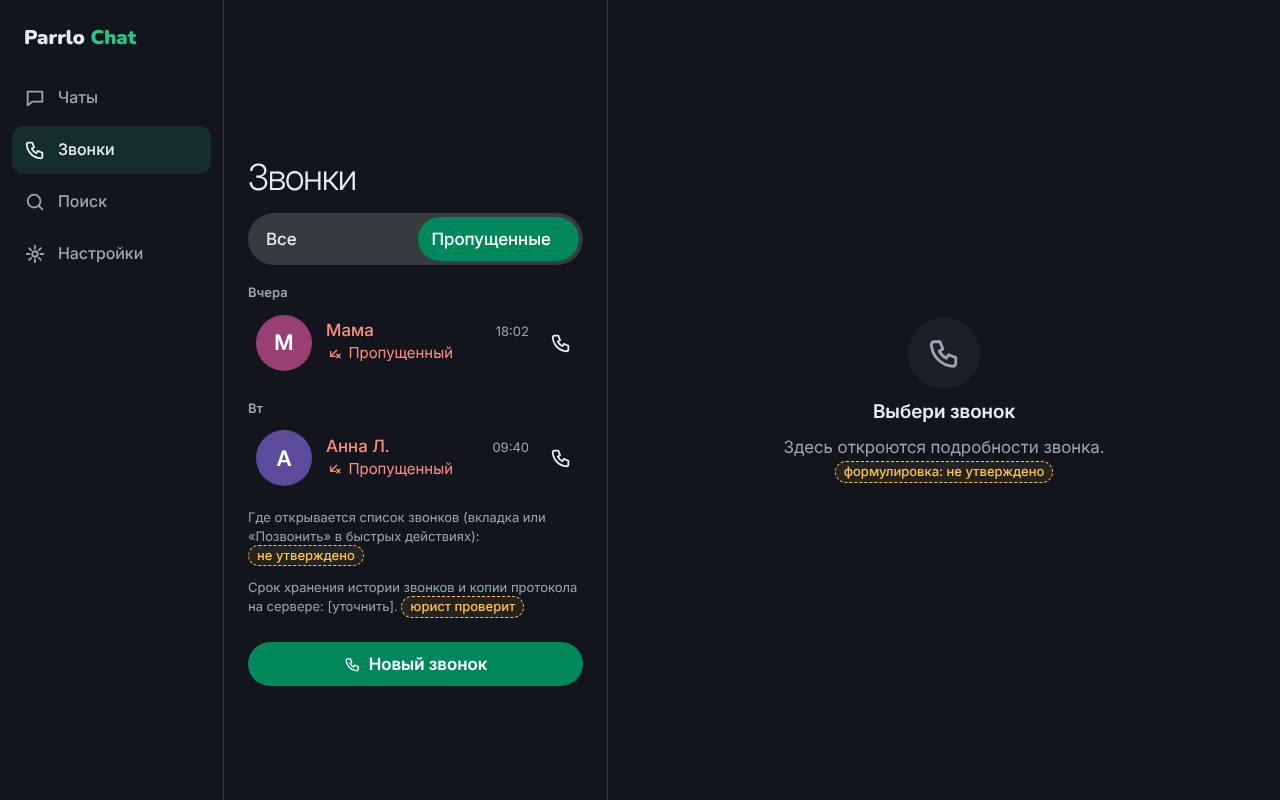 Parrlo Chat
Чаты
Звонки
Поиск
Настройки
Звонки
Все
Пропущенные
Вчера
М
Мама
18:02
Пропущенный
Вт
А
Анна Л.
09:40
Пропущенный
Где открывается список звонков (вкладка или
«Позвонить» в быстрых действиях):
не утверждено
Срок хранения истории звонков и копии протокола
на сервере: [уточнить]. юрист проверит
Новый звонок
Выбери звонок
Здесь откроются подробности звонка.
формулировка: не утверждено